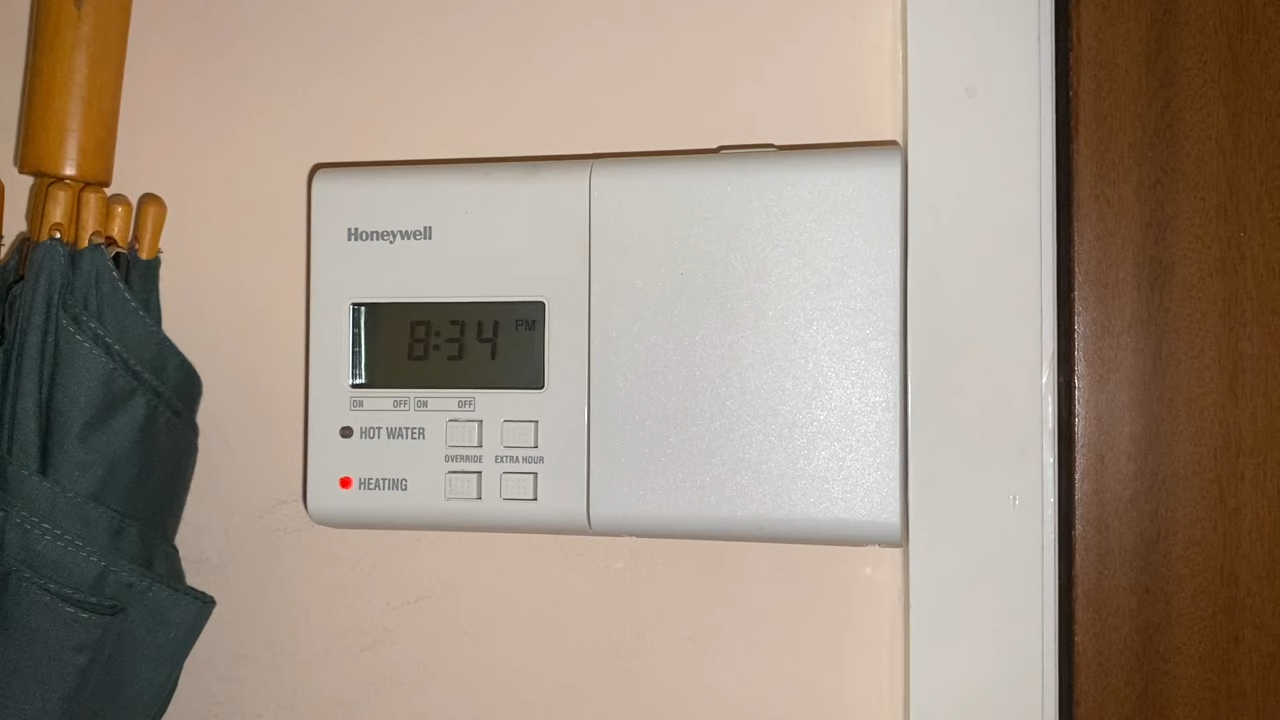 Honeywell
8:34 PM
ON OFF ON OFF
HOT WATER
OVERRIDE EXTRA HOUR
HEATING